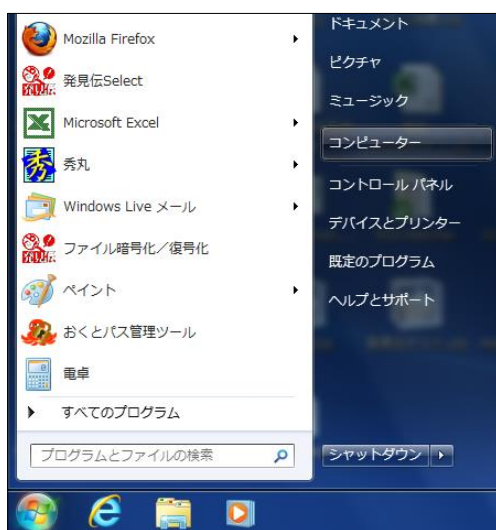 Mozilla Firefox
発見伝Select
Microsoft Excel
秀丸
Windows Live メール
ファイル暗号化／復号化
ペイント
おくとパス管理ツール
電卓
すべてのプログラム
プログラムとファイルの検索
ドキュメント
ピクチャ
ミュージック
コンピューター
コントロール パネル
デバイスとプリンター
既定のプログラム
ヘルプとサポート
シャットダウン